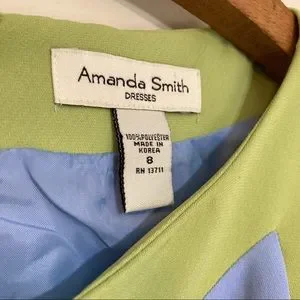 Amanda Smith
DRESSES
100% POLYESTER
MADE IN
KOREA
8
RN 13711